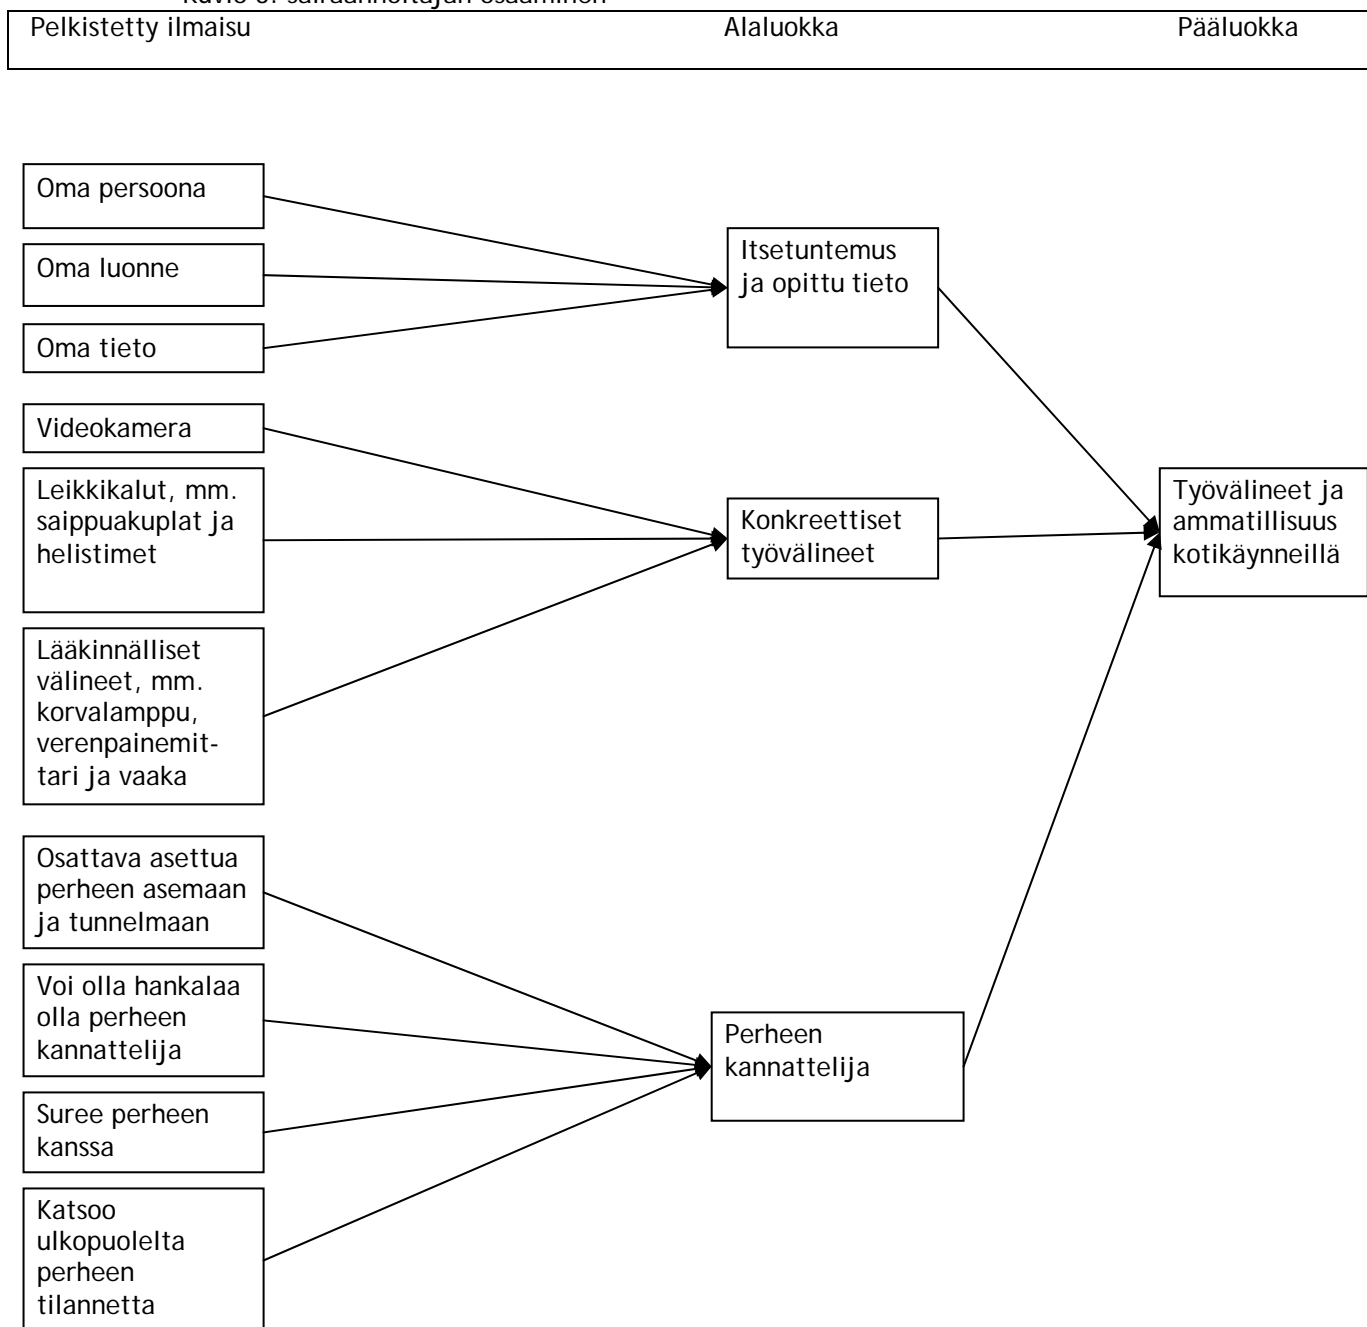 Pelkistetty ilmaisu Alaluokka Pääluokka
Oma persoona
Oma luonne
Oma tieto
Itsetuntemus
ja opittu tieto
Videokamera
Leikkikalut, mm.
saippuakuplat ja
helistimet
Lääkinnälliset
välineet, mm.
korvalamppu,
verenpainemit-
tari ja vaaka
Konkreettiset
työvälineet
Työvälineet ja
ammatillisuus
kotikäynneillä
Osattava asettua
perheen asemaan
ja tunnelmaan
Voi olla hankalaa
olla perheen
kannattelija
Suree perheen
kanssa
Katsoo
ulkopuolelta
perheen
tilannetta
Perheen
kannattelija